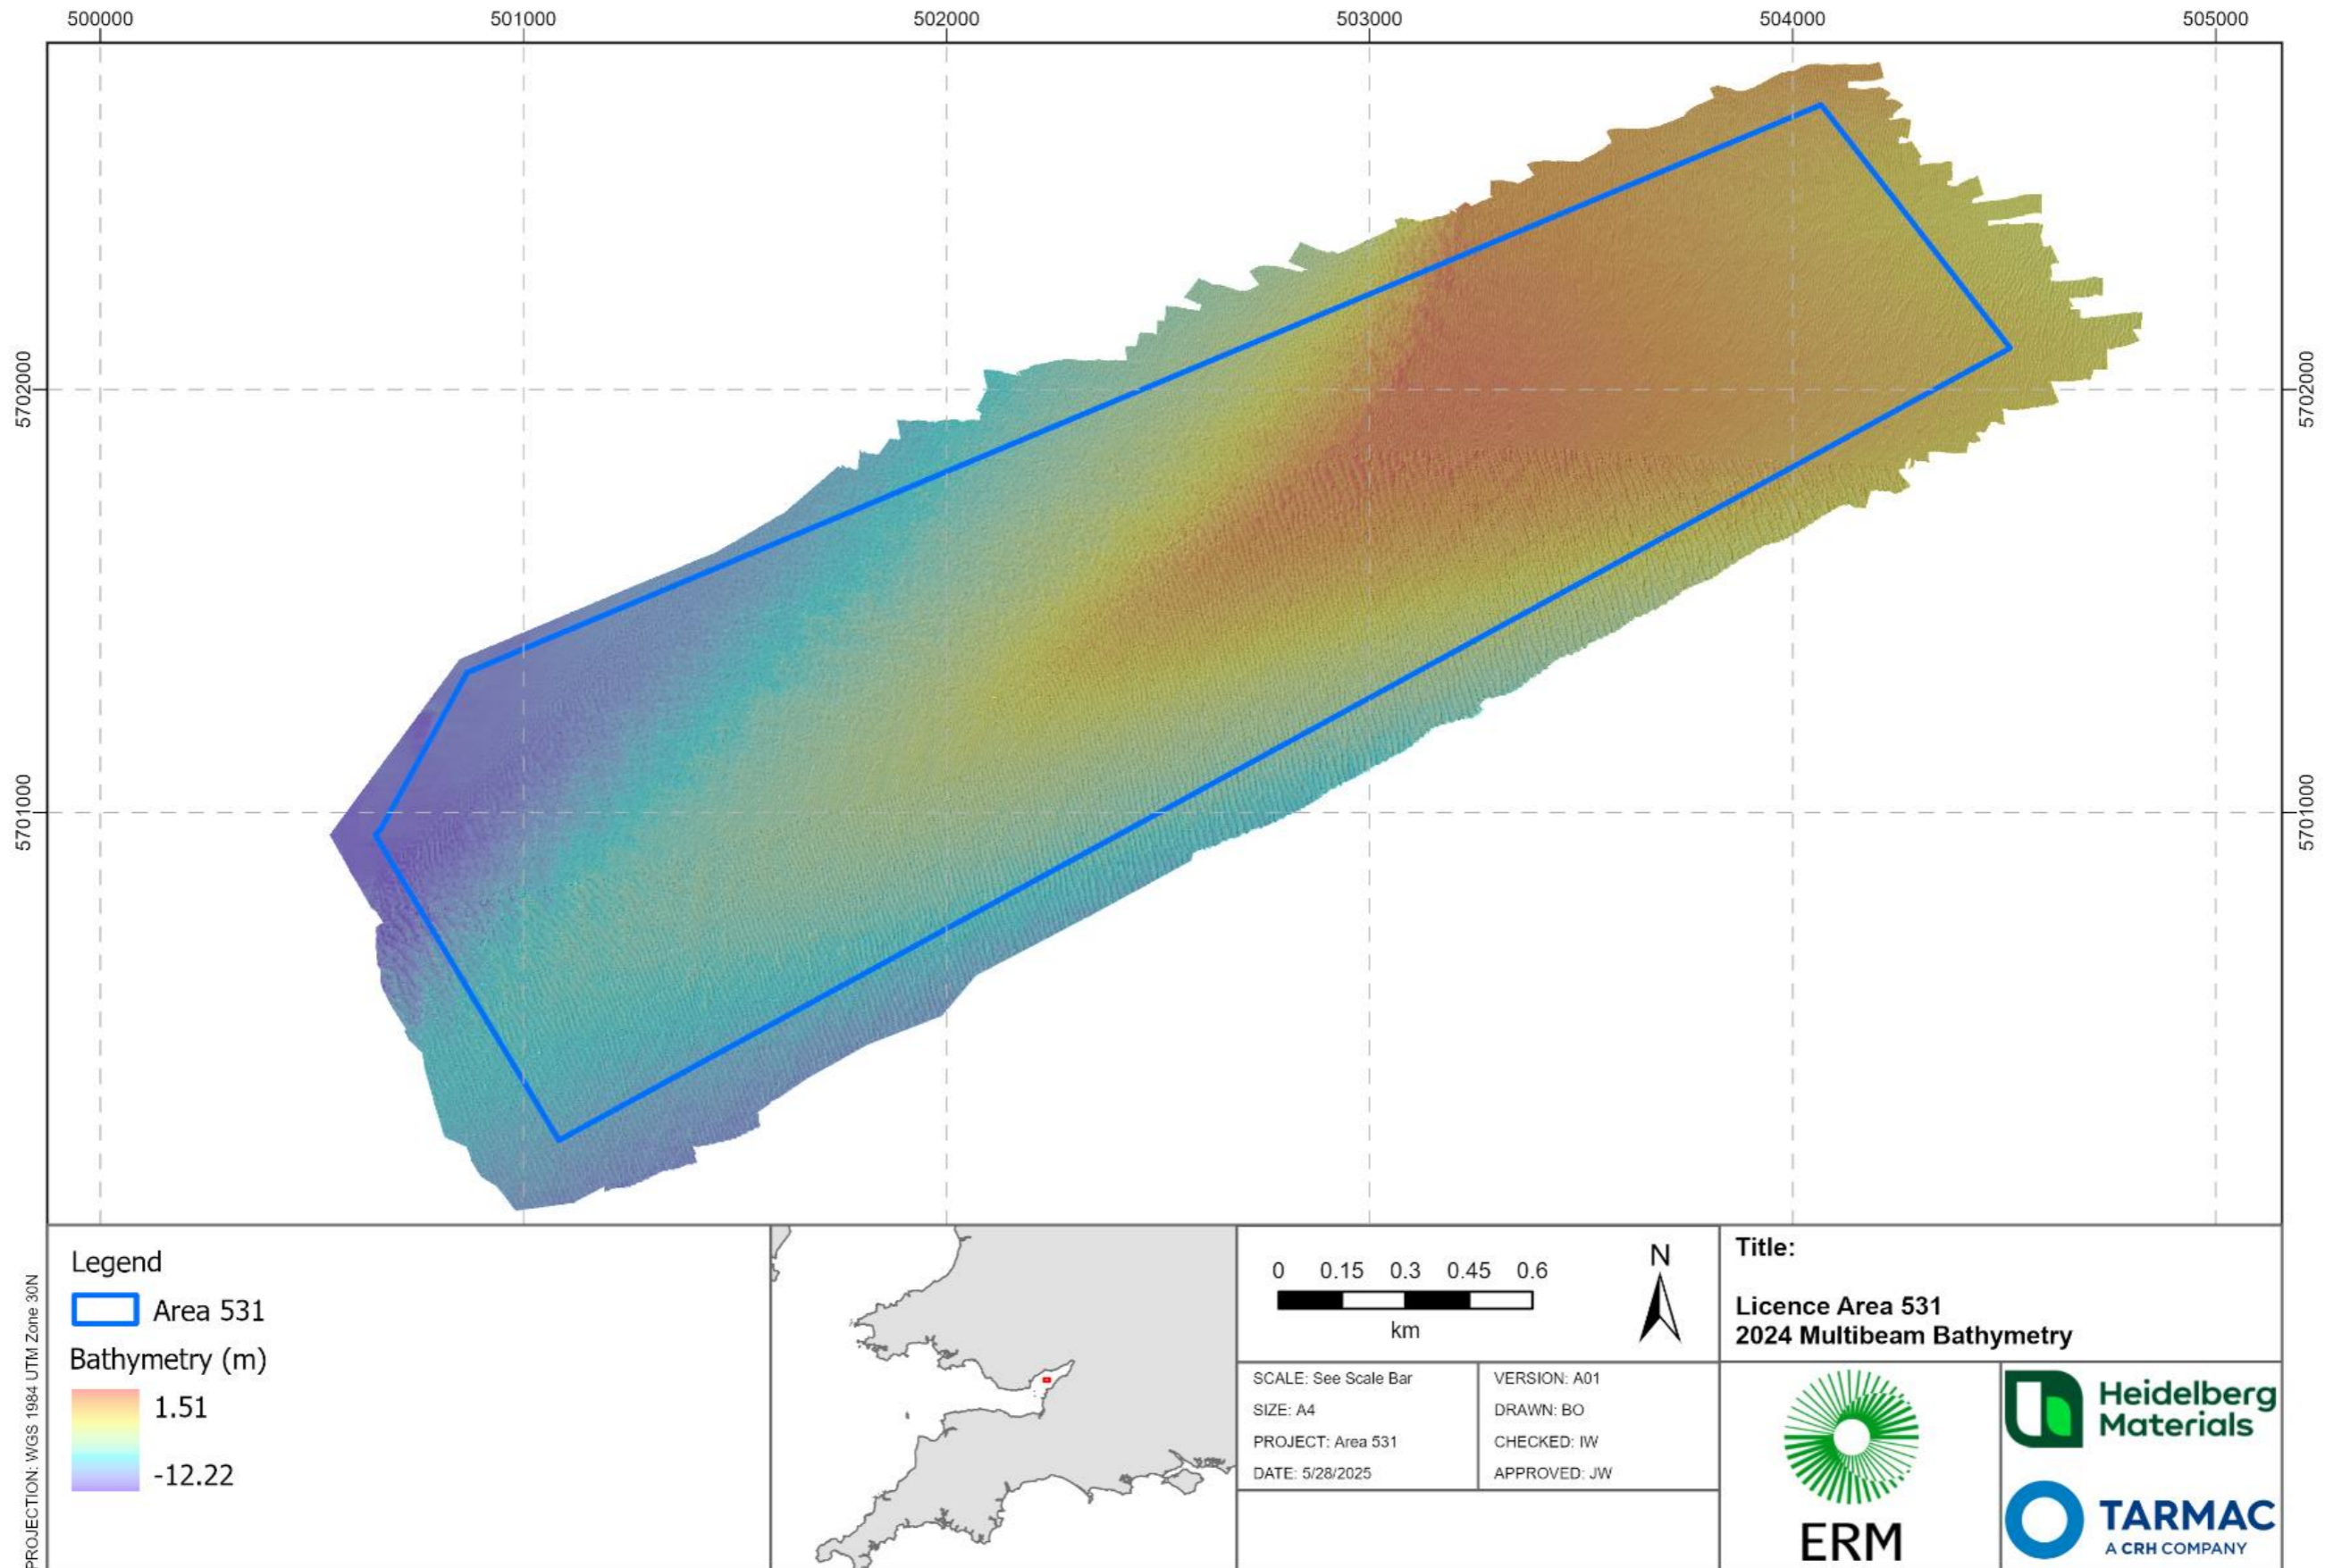 500000 501000 502000 503000 504000 505000
5702000 5702000
5701000 5701000
PROJECTION: WGS 1984 UTM Zone 30N
Legend
Area 531
Bathymetry (m)
1.51
-12.22
0 0.15 0.3 0.45 0.6
km
N
SCALE: See Scale Bar
SIZE: A4
PROJECT: Area 531
DATE: 5/28/2025
VERSION: A01
DRAWN: BO
CHECKED: IW
APPROVED: JW
Title:
Licence Area 531
2024 Multibeam Bathymetry
ERM
Heidelberg
Materials
TARMAC
A CRH COMPANY